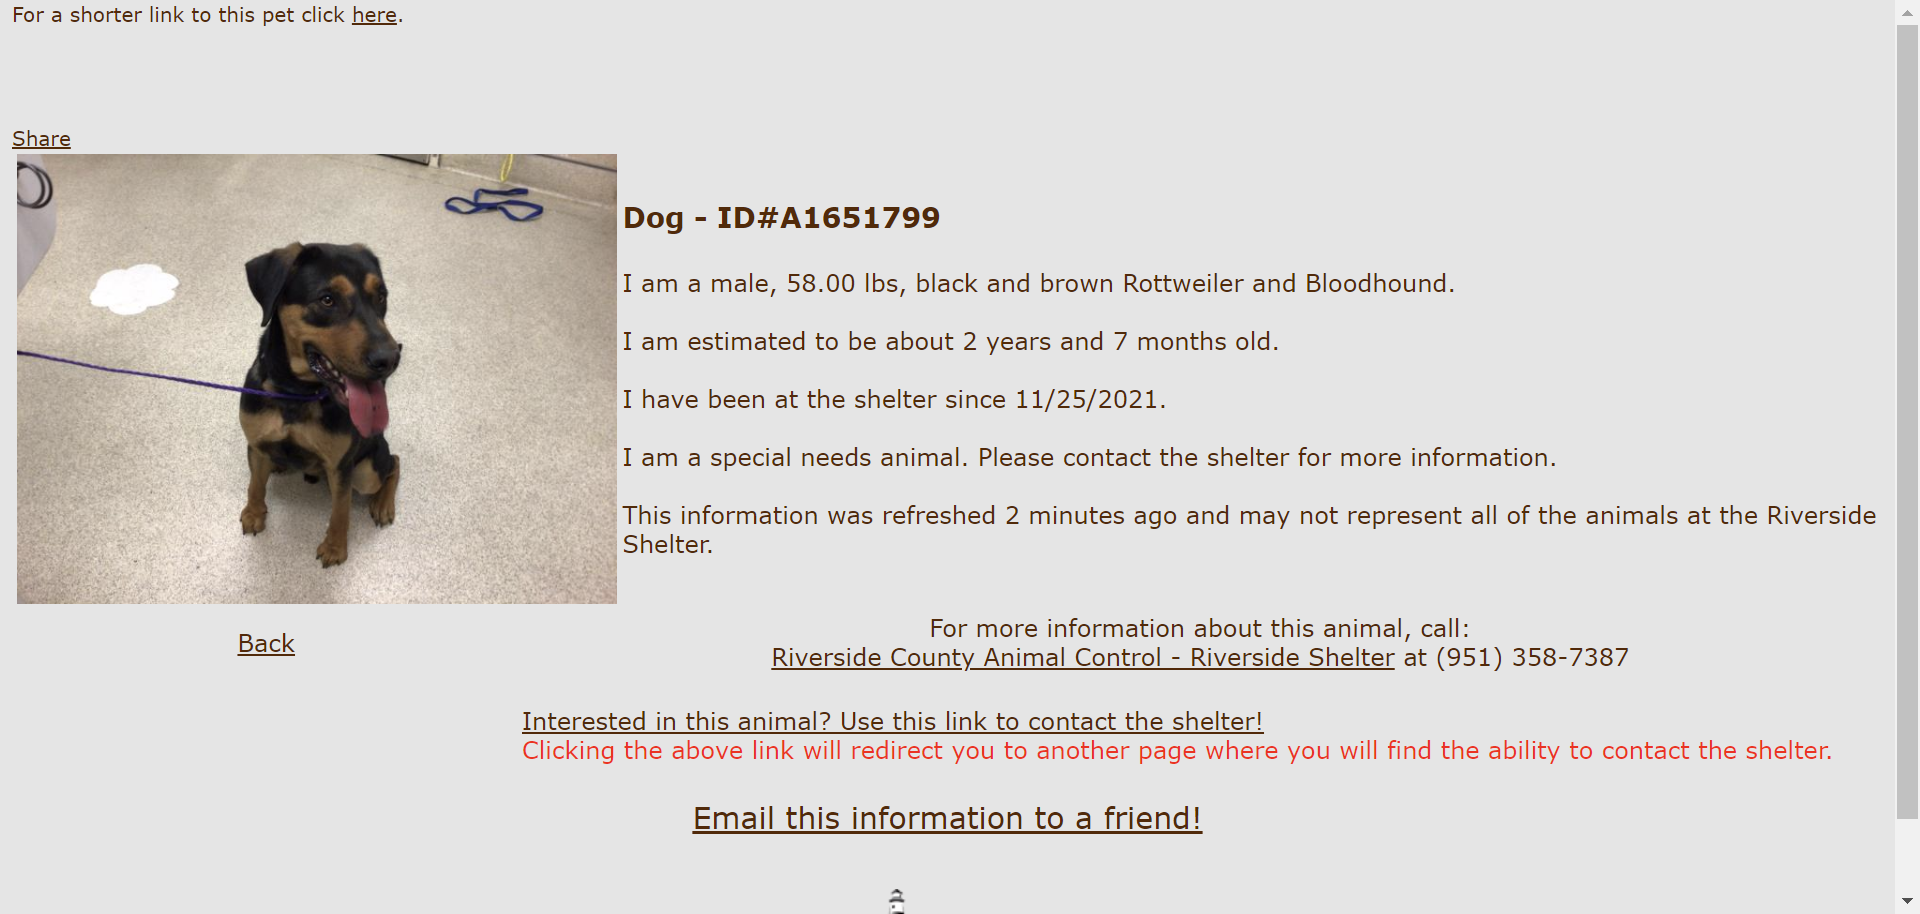 For a shorter link to this pet click here.
Share
Dog - ID#A1651799
I am a male, 58.00 lbs, black and brown Rottweiler and Bloodhound.
I am estimated to be about 2 years and 7 months old.
I have been at the shelter since 11/25/2021.
I am a special needs animal. Please contact the shelter for more information.
This information was refreshed 2 minutes ago and may not represent all of the animals at the Riverside
Shelter.
Back
For more information about this animal, call:
Riverside County Animal Control - Riverside Shelter at (951) 358-7387
Interested in this animal? Use this link to contact the shelter!
Clicking the above link will redirect you to another page where you will find the ability to contact the shelter.
Email this information to a friend!